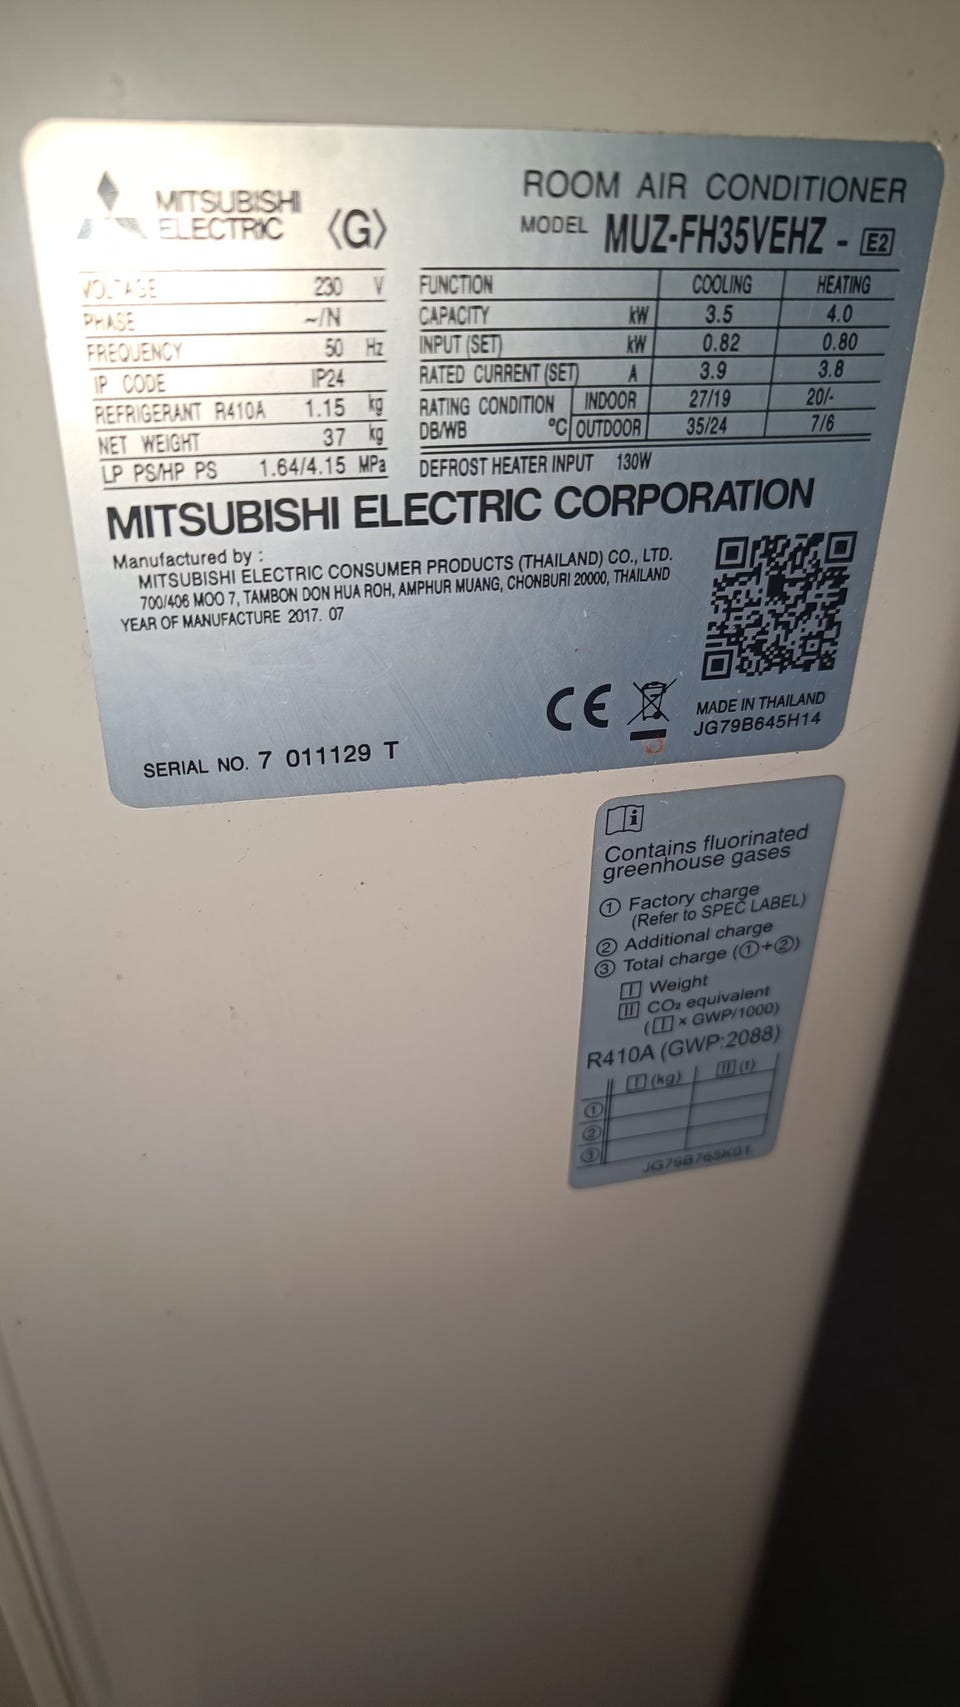 MITSUBISHI
ELECTRIC
〈G〉
ROOM AIR CONDITIONER
MODEL MUZ-FH35VEHZ - E2
VOLTAGE 230 V
PHASE ~/N
FREQUENCY 50 Hz
IP CODE IP24
REFRIGERANT R410A 1.15 kg
NET WEIGHT 37 kg
LP PS/HP PS 1.64/4.15 MPa
FUNCTION COOLING HEATING
CAPACITY kW 3.5 4.0
INPUT (SET) kW 0.82 0.80
RATED CURRENT (SET) A 3.9 3.8
RATING CONDITION INDOOR 27/19 20/-
DB/WB °C OUTDOOR 35/24 7/6
DEFROST HEATER INPUT 130W
MITSUBISHI ELECTRIC CORPORATION
Manufactured by :
MITSUBISHI ELECTRIC CONSUMER PRODUCTS (THAILAND) CO., LTD.
700/406 MOO 7, TAMBON DON HUA ROH, AMPHUR MUANG, CHONBURI 20000, THAILAND
YEAR OF MANUFACTURE 2017. 07
CE
MADE IN THAILAND
JG79B645H14
SERIAL NO. 7 011129 T
i
Contains fluorinated
greenhouse gases
① Factory charge
(Refer to SPEC LABEL)
② Additional charge
③ Total charge (①+②)
I Weight
II CO₂ equivalent
(I × GWP/1000)
R410A (GWP:2088)
I (kg) II (t)
①
②
③
JG79B765K01